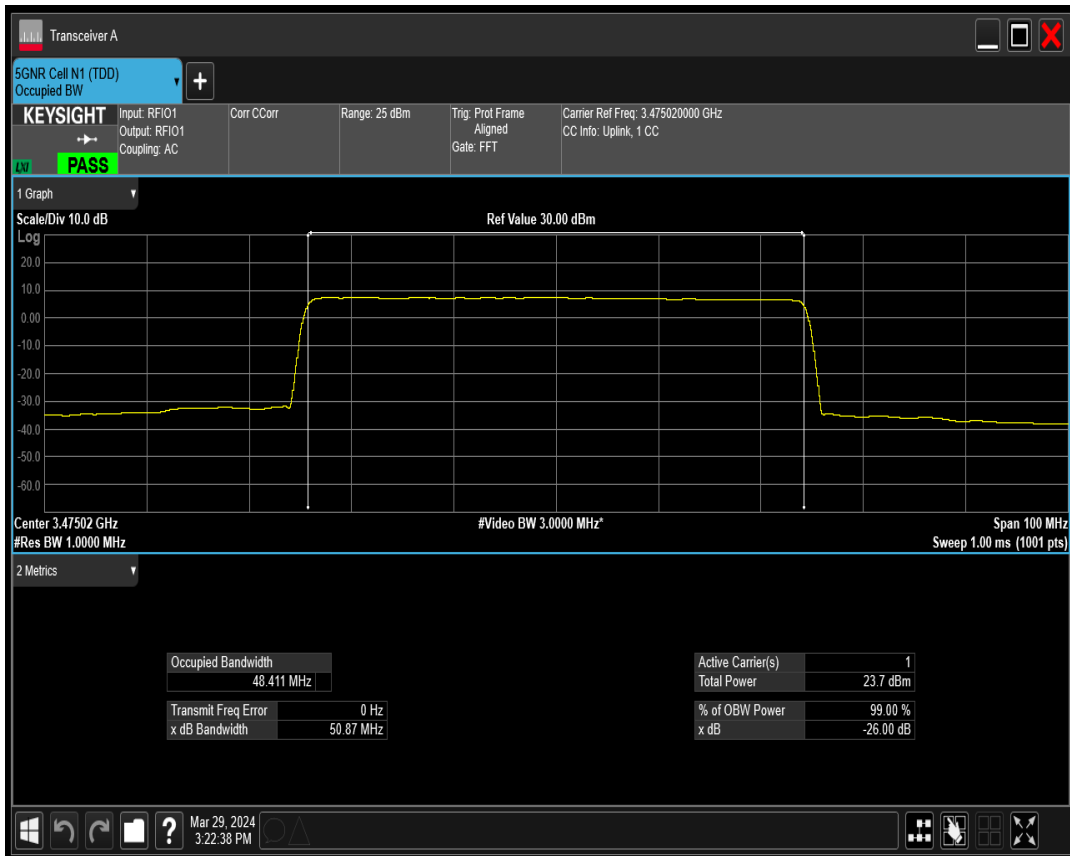 Transceiver A
5GNR Cell N1 (TDD)
Occupied BW
+
KEYSIGHT
LXI
PASS
Input: RFIO1
Output: RFIO1
Coupling: AC
Corr CCorr
Range: 25 dBm
Trig: Prot Frame
Aligned
Gate: FFT
Carrier Ref Freq: 3.475020000 GHz
CC Info: Uplink, 1 CC
1 Graph
Scale/Div 10.0 dB
Ref Value 30.00 dBm
Log
20.0
10.0
0.00
-10.0
-20.0
-30.0
-40.0
-50.0
-60.0
Center 3.47502 GHz
#Video BW 3.0000 MHz*
Span 100 MHz
#Res BW 1.0000 MHz
Sweep 1.00 ms (1001 pts)
2 Metrics
Occupied Bandwidth
48.411 MHz
Transmit Freq Error 0 Hz
x dB Bandwidth 50.87 MHz
Active Carrier(s) 1
Total Power 23.7 dBm
% of OBW Power 99.00 %
x dB -26.00 dB
?
Mar 29, 2024
3:22:38 PM